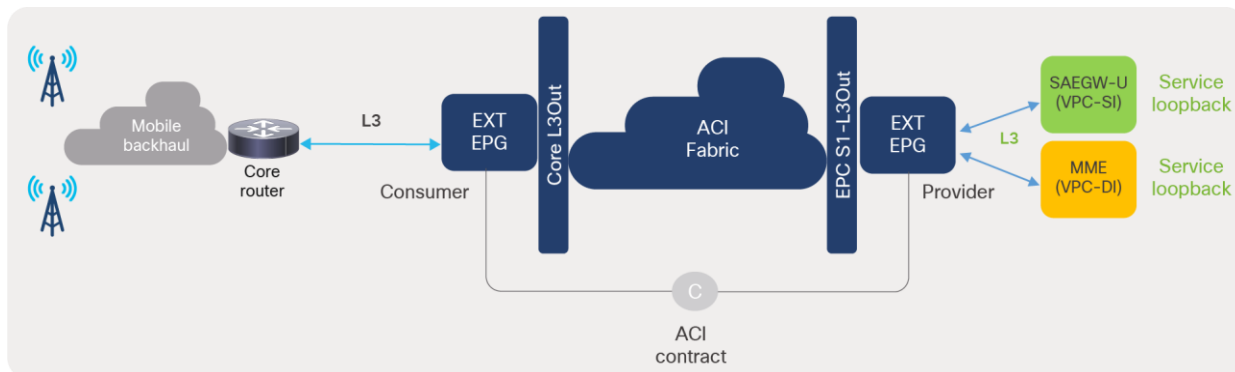 Mobile
backhaul
Core
router
L3
EXT
EPG
Consumer
Core L3Out
ACI
Fabric
EPC S1-L3Out
EXT
EPG
Provider
L3
SAEGW-U
(VPC-SI)
Service
loopback
MME
(VPC-DI)
Service
loopback
C
ACI
contract